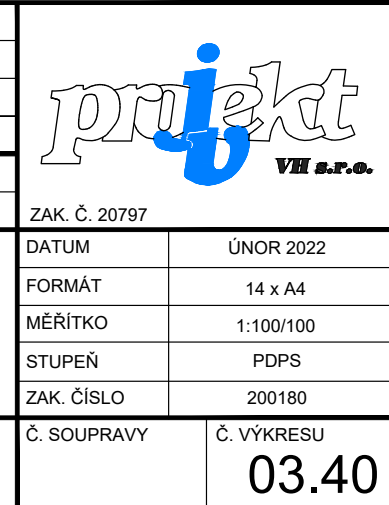 projekt
VH s.r.o.
ZAK. Č. 20797
DATUM ÚNOR 2022
FORMÁT 14 x A4
MĚŘÍTKO 1:100/100
STUPEŇ PDPS
ZAK. ČÍSLO 200180
Č. SOUPRAVY Č. VÝKRESU
03.40